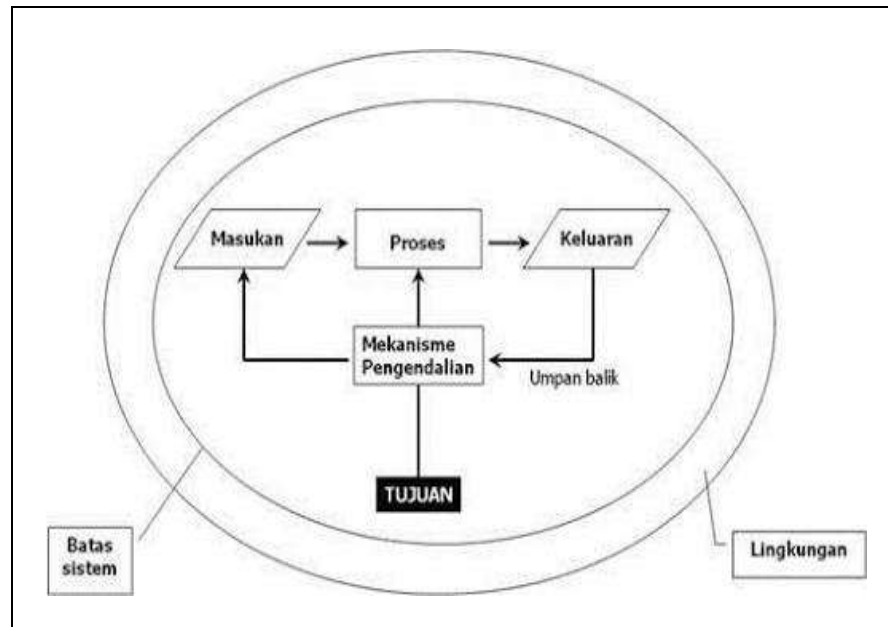 Masukan
Proses
Keluaran
Mekanisme
Pengendalian
Umpan balik
TUJUAN
Batas
sistem
Lingkungan